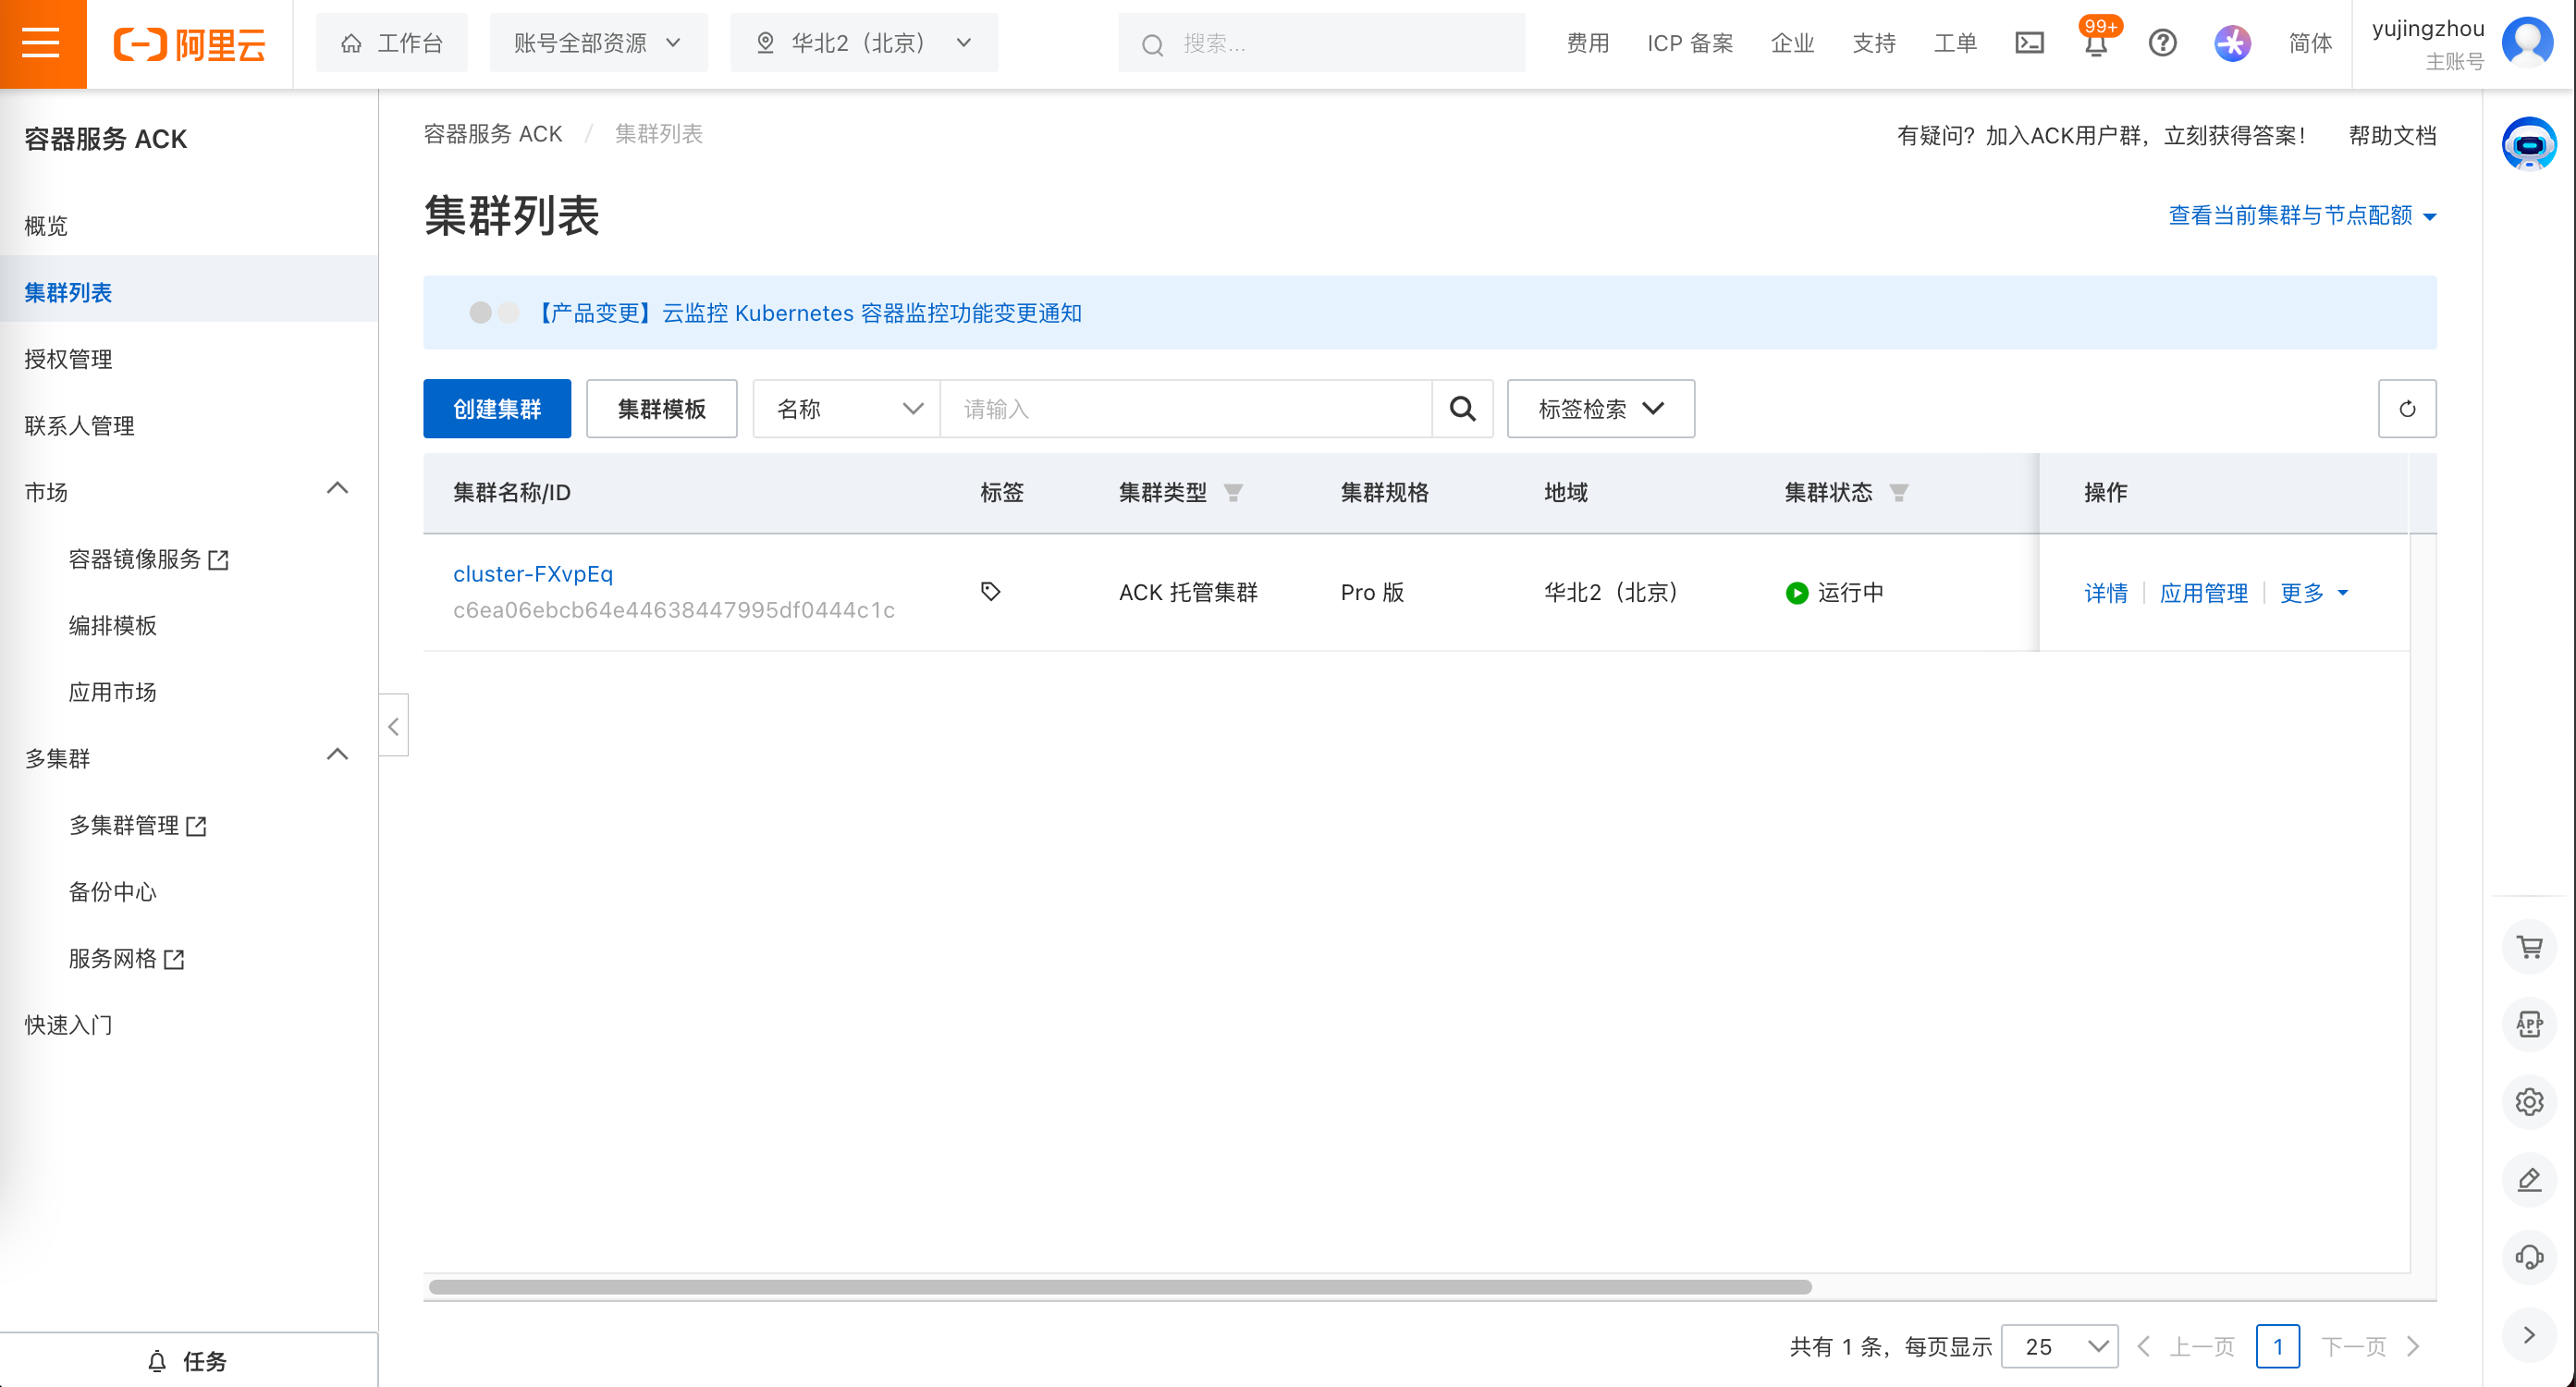 阿里云
工作台
账号全部资源
华北2（北京）
搜索...
费用
ICP 备案
企业
支持
工单
99+
简体
yujingzhou
主账号
容器服务 ACK
概览
集群列表
授权管理
联系人管理
市场
容器镜像服务
编排模板
应用市场
多集群
多集群管理
备份中心
服务网格
快速入门
任务
容器服务 ACK / 集群列表
有疑问？加入ACK用户群，立刻获得答案！
帮助文档
集群列表
查看当前集群与节点配额
【产品变更】云监控 Kubernetes 容器监控功能变更通知
创建集群
集群模板
名称
请输入
标签检索
集群名称/ID 标签 集群类型 集群规格 地域 集群状态 操作
cluster-FXvpEq
c6ea06ebcb64e44638447995df0444c1c
ACK 托管集群
Pro 版
华北2（北京）
运行中
详情
应用管理
更多
共有 1 条，每页显示 25 上一页 1 下一页
APP